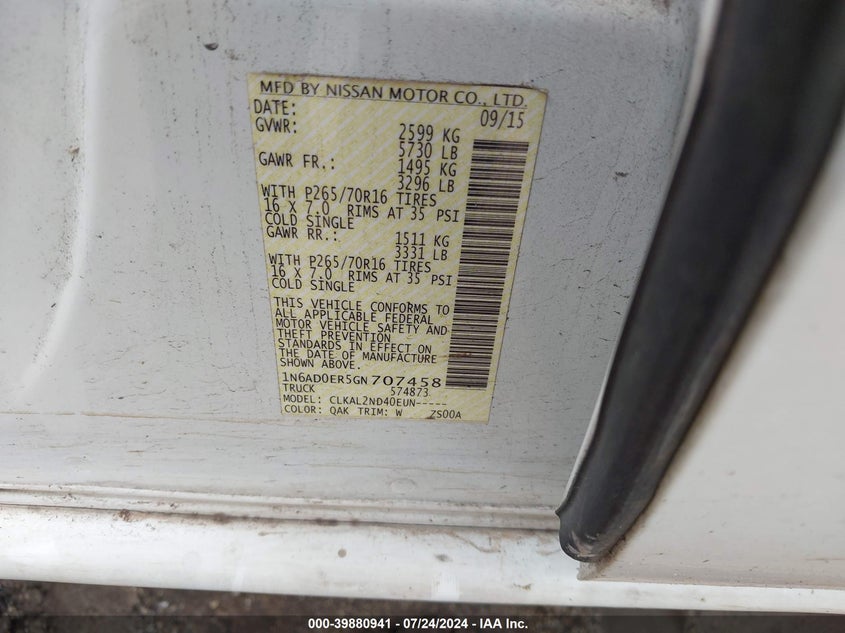 MFD BY NISSAN MOTOR CO., LTD.
DATE: 09/15
GVWR: 2599 KG
5730 LB
GAWR FR.: 1495 KG
3296 LB
WITH P265/70R16 TIRES
16 X 7.0 RIMS AT 35 PSI
COLD SINGLE
GAWR RR.: 1511 KG
3331 LB
WITH P265/70R16 TIRES
16 X 7.0 RIMS AT 35 PSI
COLD SINGLE
THIS VEHICLE CONFORMS TO
ALL APPLICABLE FEDERAL
MOTOR VEHICLE SAFETY AND
THEFT PREVENTION
STANDARDS IN EFFECT ON
THE DATE OF MANUFACTURE
SHOWN ABOVE.
1N6AD0ER5GN707458
TRUCK 574873
MODEL: CLKAL2ND40EUN-----
COLOR: QAK TRIM: W ZS00A
000-39880941 - 07/24/2024 - IAA Inc.